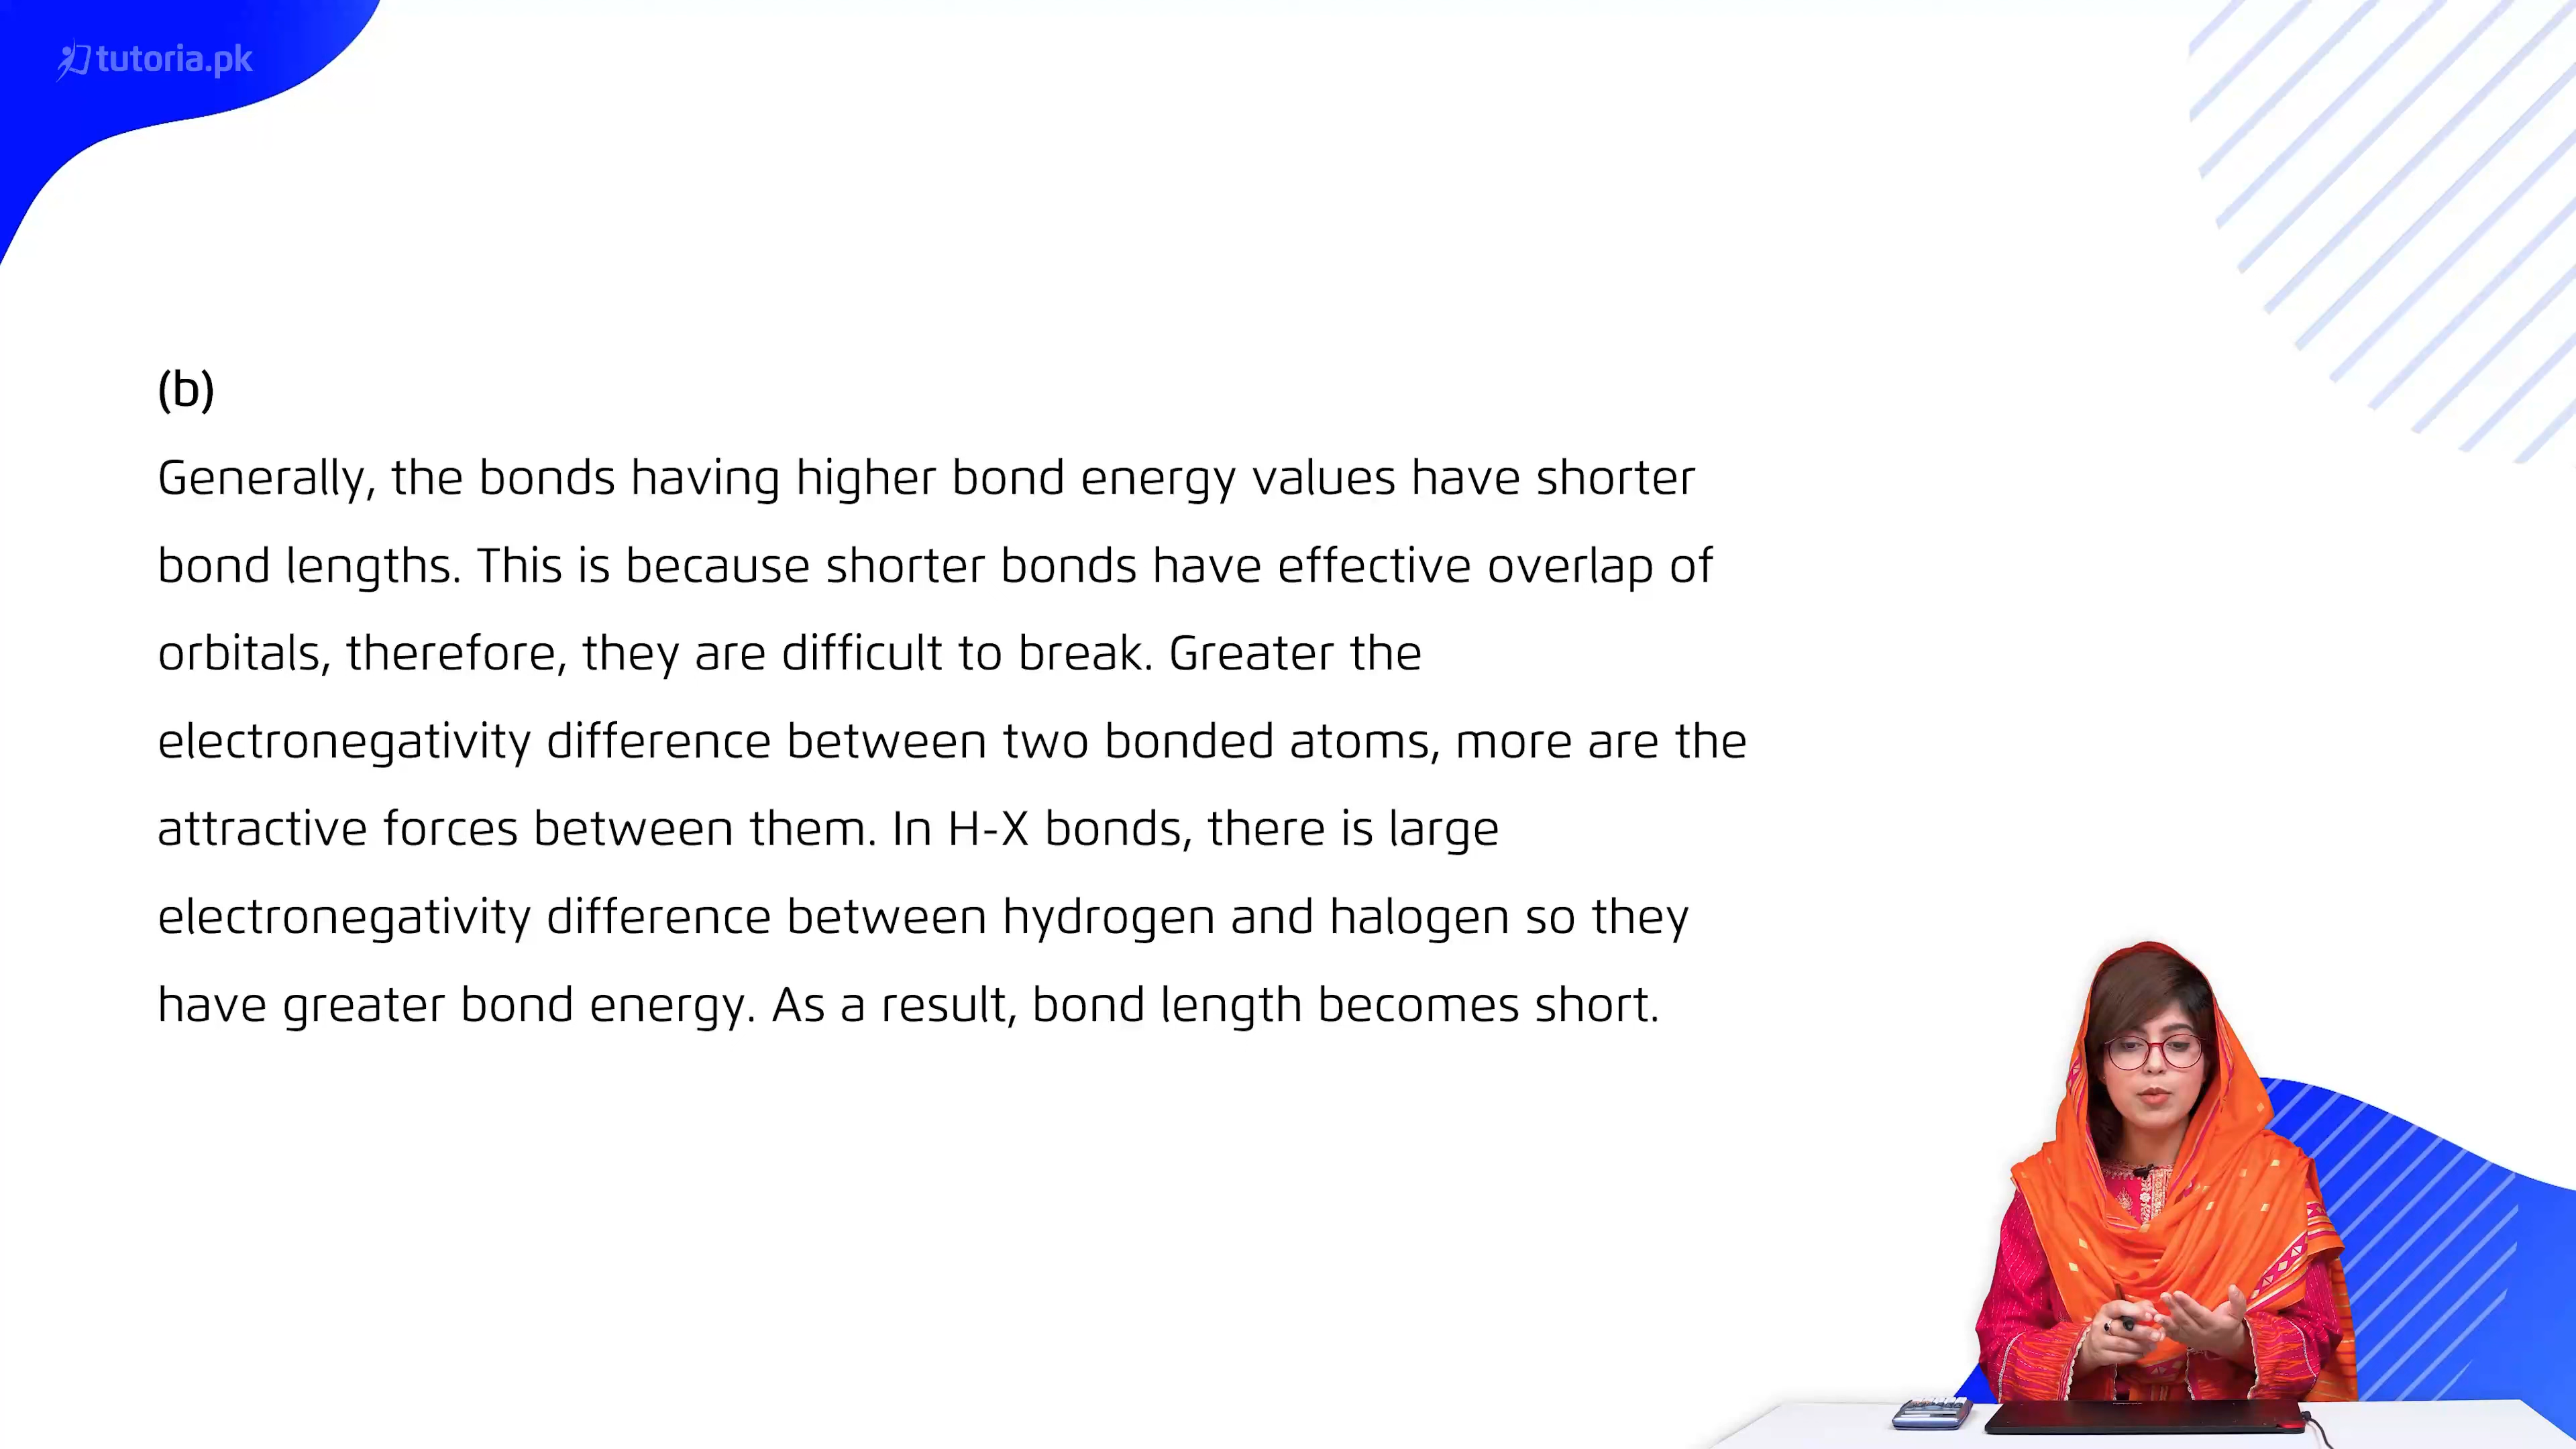 tutoria.pk
(b)
Generally, the bonds having higher bond energy values have shorter
bond lengths. This is because shorter bonds have effective overlap of
orbitals, therefore, they are difficult to break. Greater the
electronegativity difference between two bonded atoms, more are the
attractive forces between them. In H-X bonds, there is large
electronegativity difference between hydrogen and halogen so they
have greater bond energy. As a result, bond length becomes short.